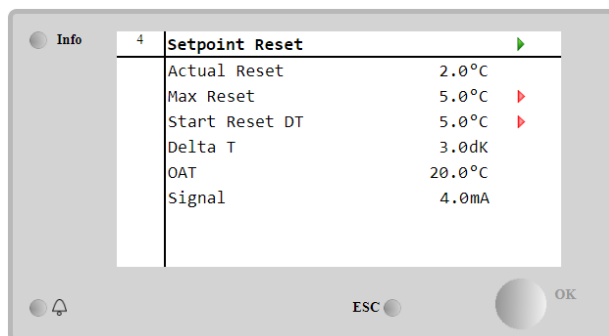 Info
4 Setpoint Reset
Actual Reset 2.0°C
Max Reset 5.0°C
Start Reset DT 5.0°C
Delta T 3.0dK
OAT 20.0°C
Signal 4.0mA
ESC OK